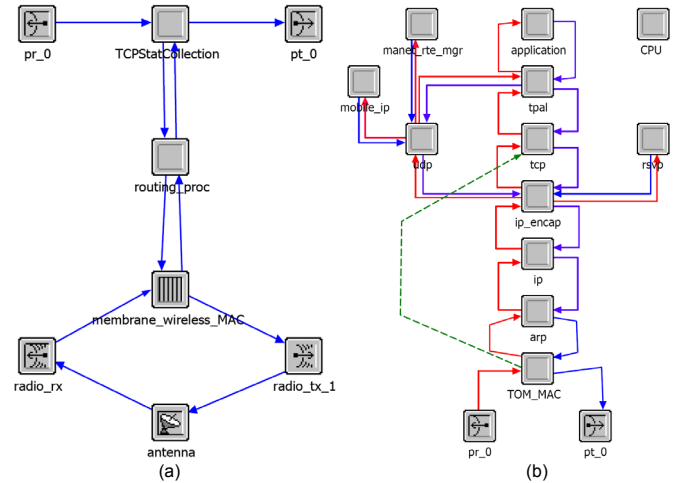 pr_0
TCPStatCollection
pt_0
routing_proc
membrane_wireless_MAC
radio_rx
radio_tx_1
antenna
(a)
manet_rte_mgr
application
CPU
mobile_ip
tpal
udp
tcp
rsvp
ip_encap
ip
arp
TOM_MAC
pr_0
pt_0
(b)